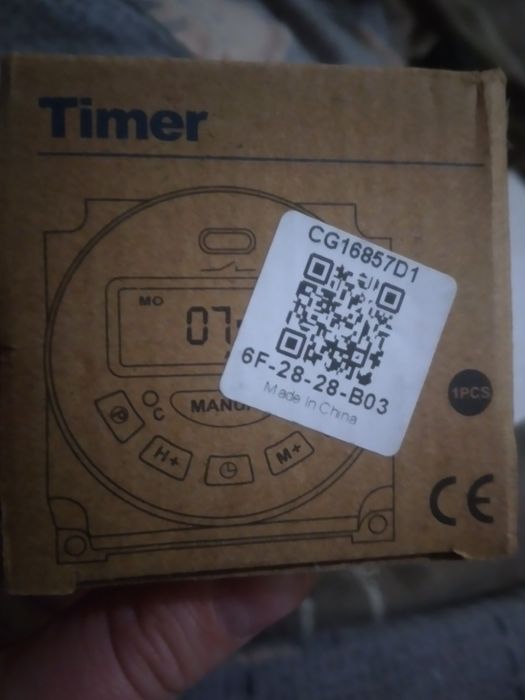 Timer
CG16857D1
6F-28-28-B03
Made in China
MO
07
1PCS
C
MANU
H+
M+
CE